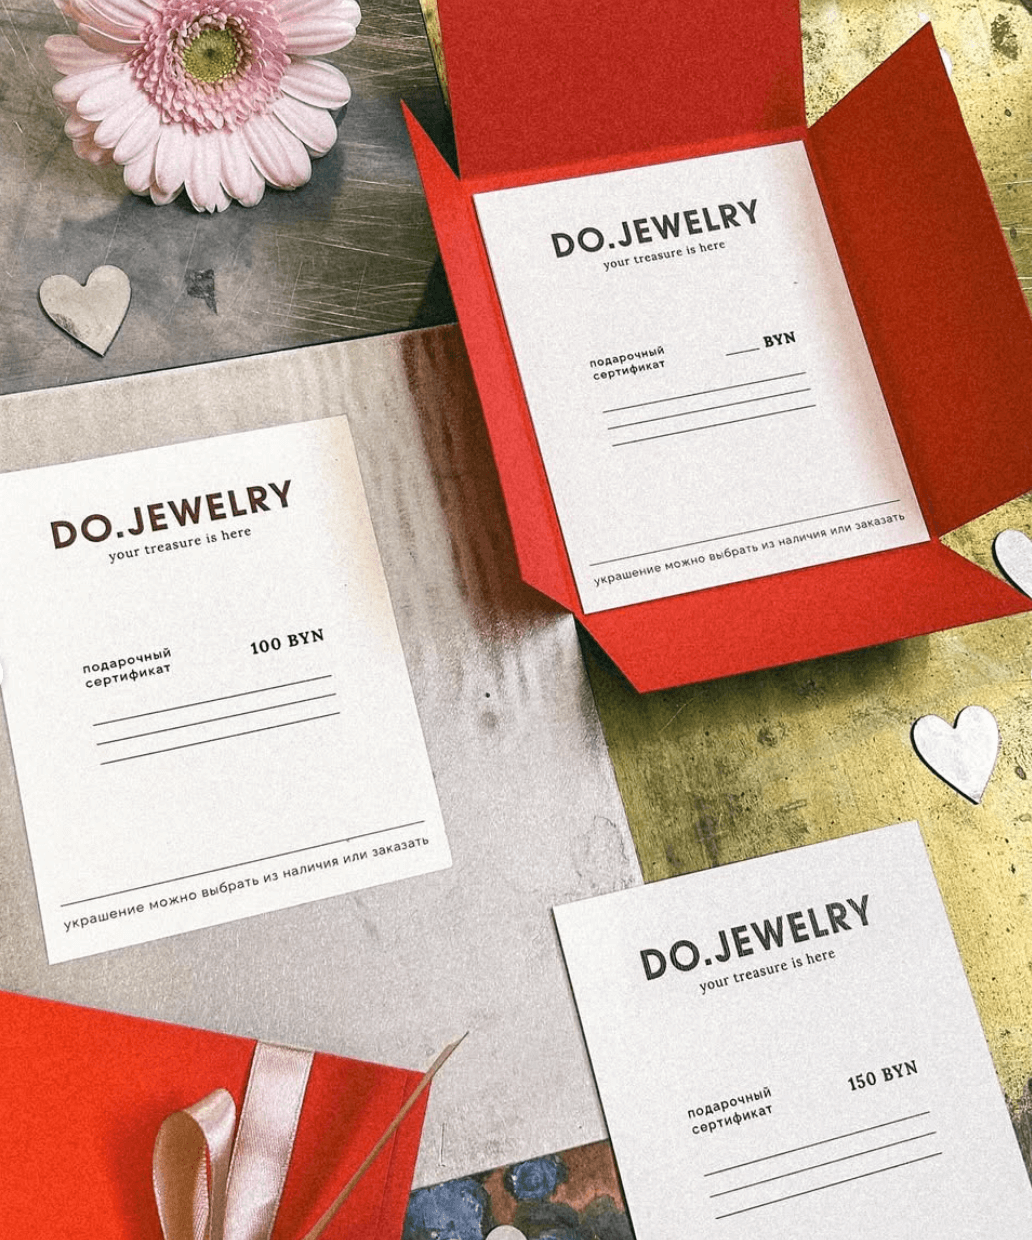 DO.JEWELRY
your treasure is here
подарочный
сертификат
___ BYN
украшение можно выбрать из наличия или заказать
DO.JEWELRY
your treasure is here
подарочный
сертификат
100 BYN
украшение можно выбрать из наличия или заказать
DO.JEWELRY
your treasure is here
подарочный
сертификат
150 BYN